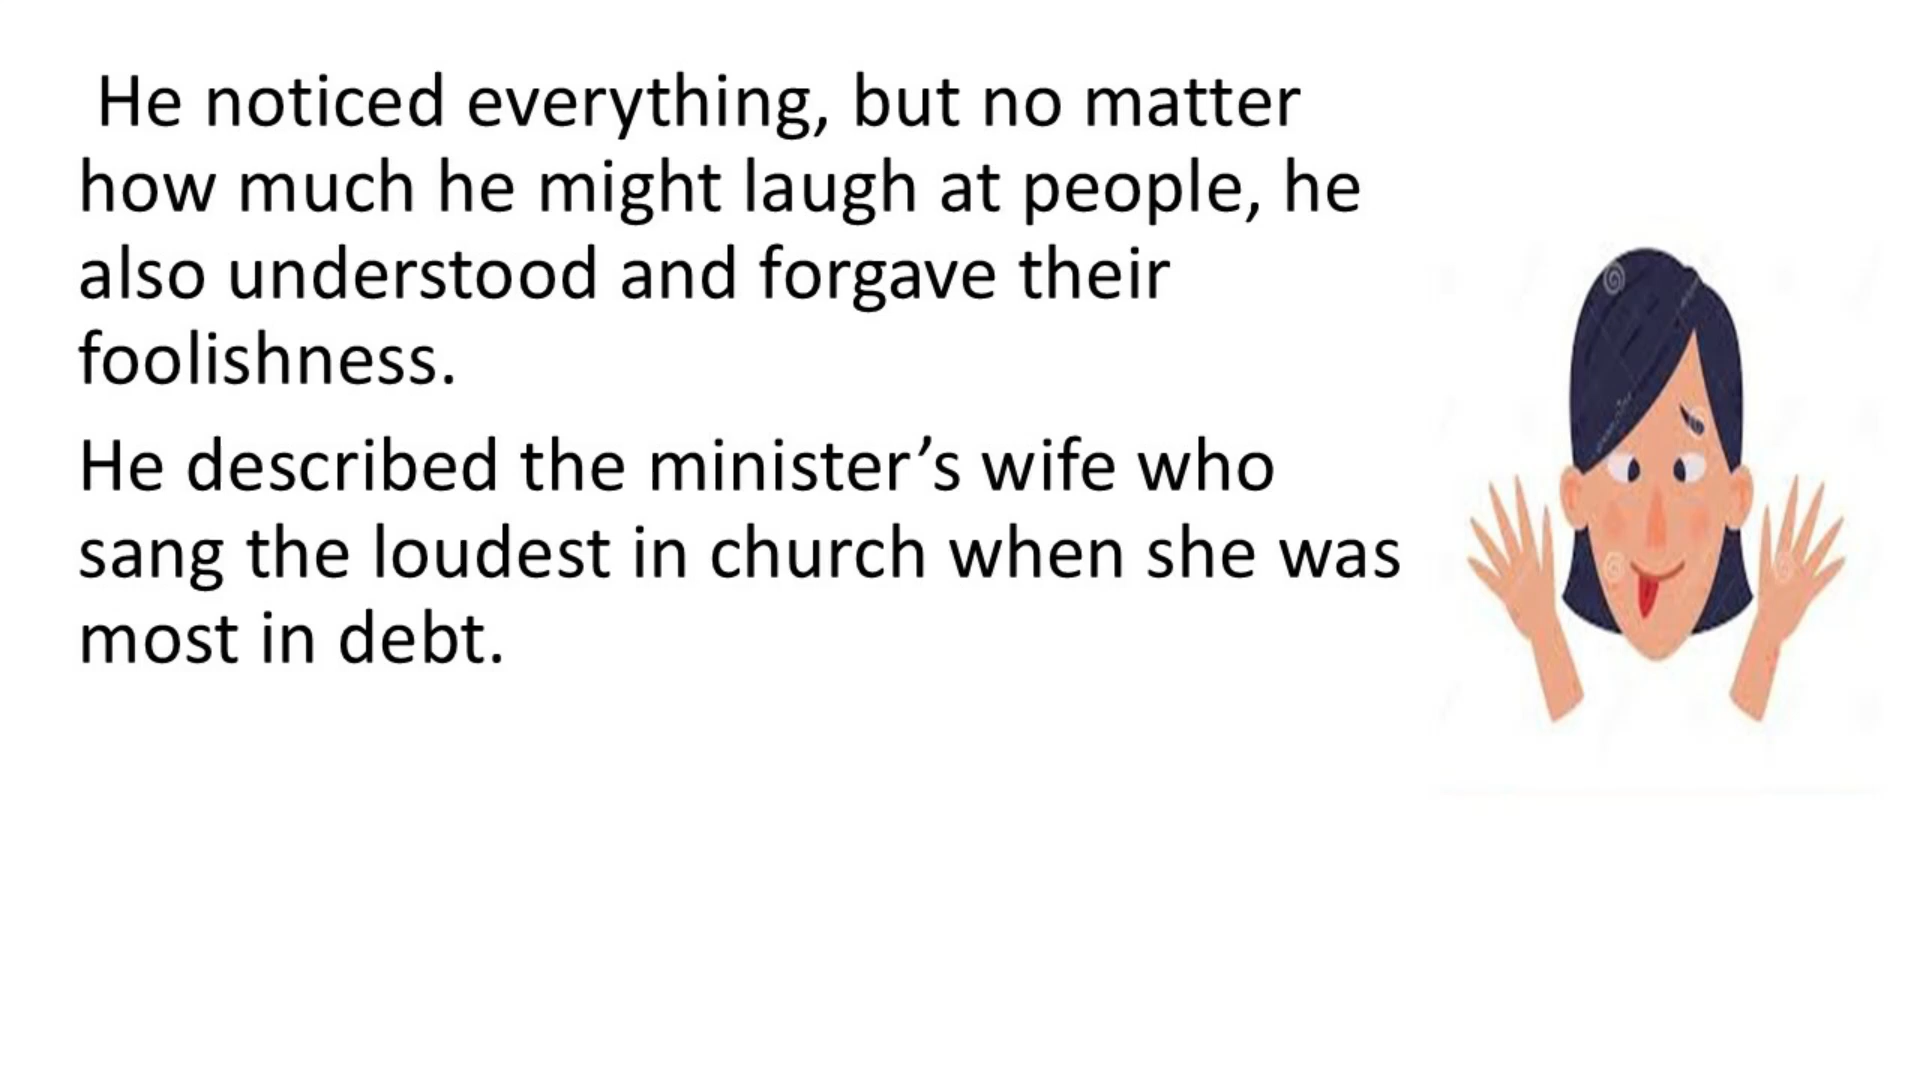 He noticed everything, but no matter
how much he might laugh at people, he
also understood and forgave their
foolishness.
He described the minister’s wife who
sang the loudest in church when she was
most in debt.